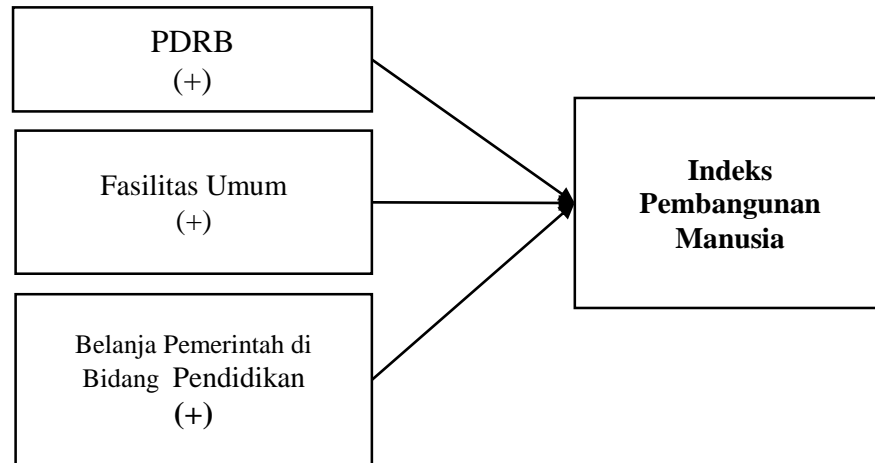 PDRB
(+)
Fasilitas Umum
(+)
Belanja Pemerintah di
Bidang Pendidikan
(+)
Indeks
Pembangunan
Manusia